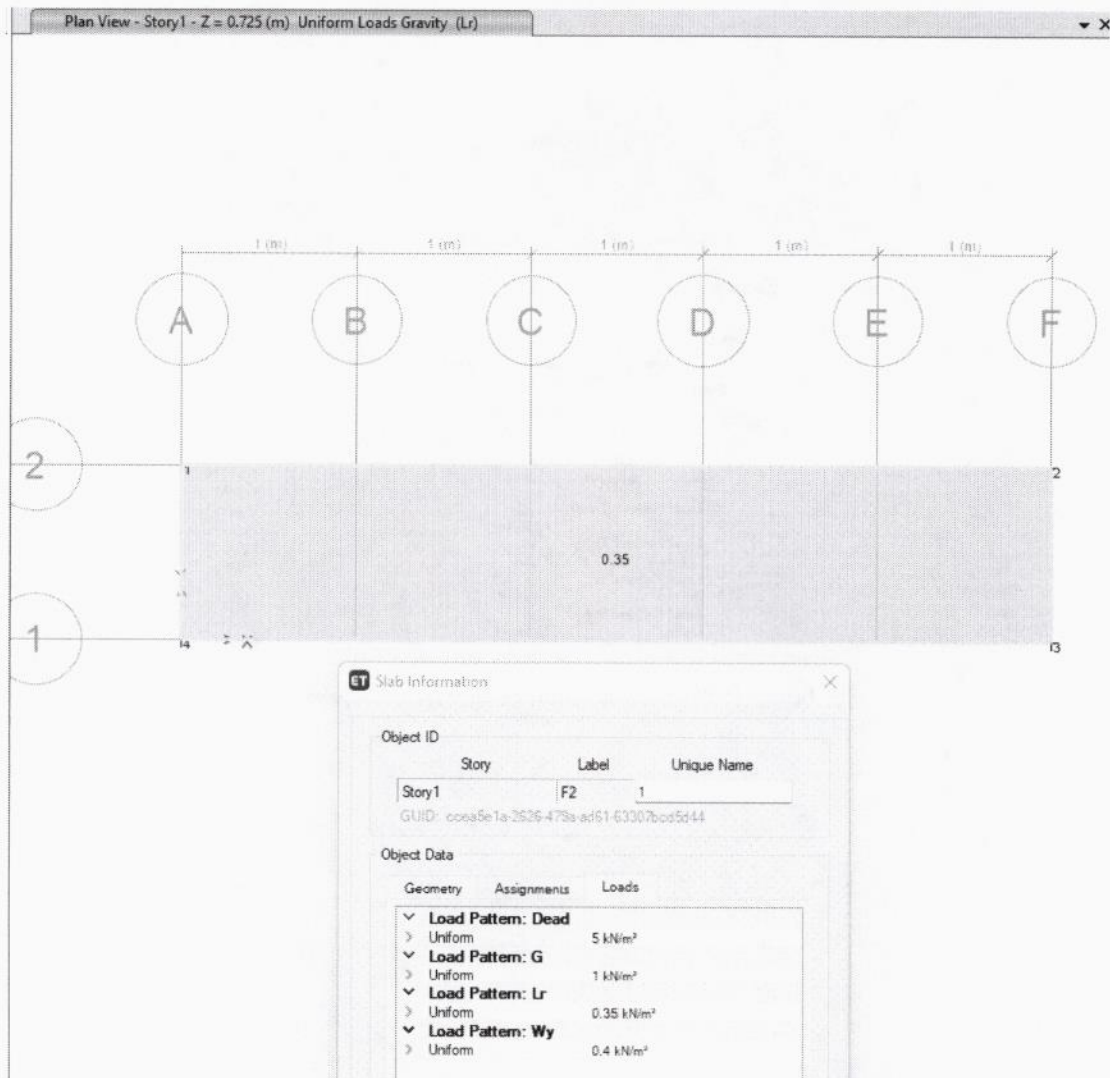 Plan View - Story1 - Z = 0.725 (m) Uniform Loads Gravity (Lr)
1 (m) 1 (m) 1 (m) 1 (m) 1 (m)
A B C D E F
2
1 2
0.35
1
4 3
ET Slab Information
Object ID
Story Label Unique Name
Story1 F2 1
Object Data
Geometry Assignments Loads
Load Pattern: Dead
Uniform 5 kN/m²
Load Pattern: G
Uniform 1 kN/m²
Load Pattern: Lr
Uniform 0.35 kN/m²
Load Pattern: Wy
Uniform 0.4 kN/m²